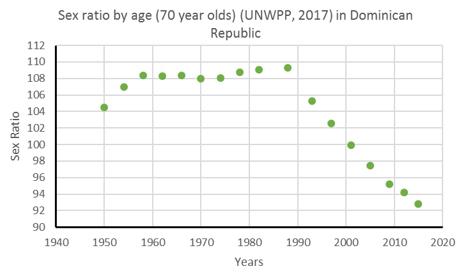 Sex ratio by age (70 year olds) (UNWPP, 2017) in Dominican
Republic
112
110
108
106
104
102
100
98
96
94
92
90
Sex Ratio
1940 1950 1960 1970 1980 1990 2000 2010 2020
Years